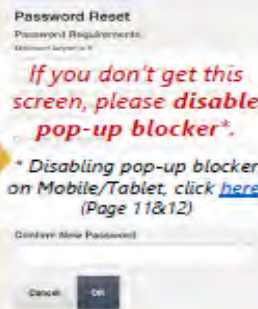 Password Reset
Password Requirements.
If you don't get this
screen, please disable
pop-up blocker*.
* Disabling pop-up blocker
on Mobile/Tablet, click here
(Page 11&12)
Confirm New Password
Cancel OK